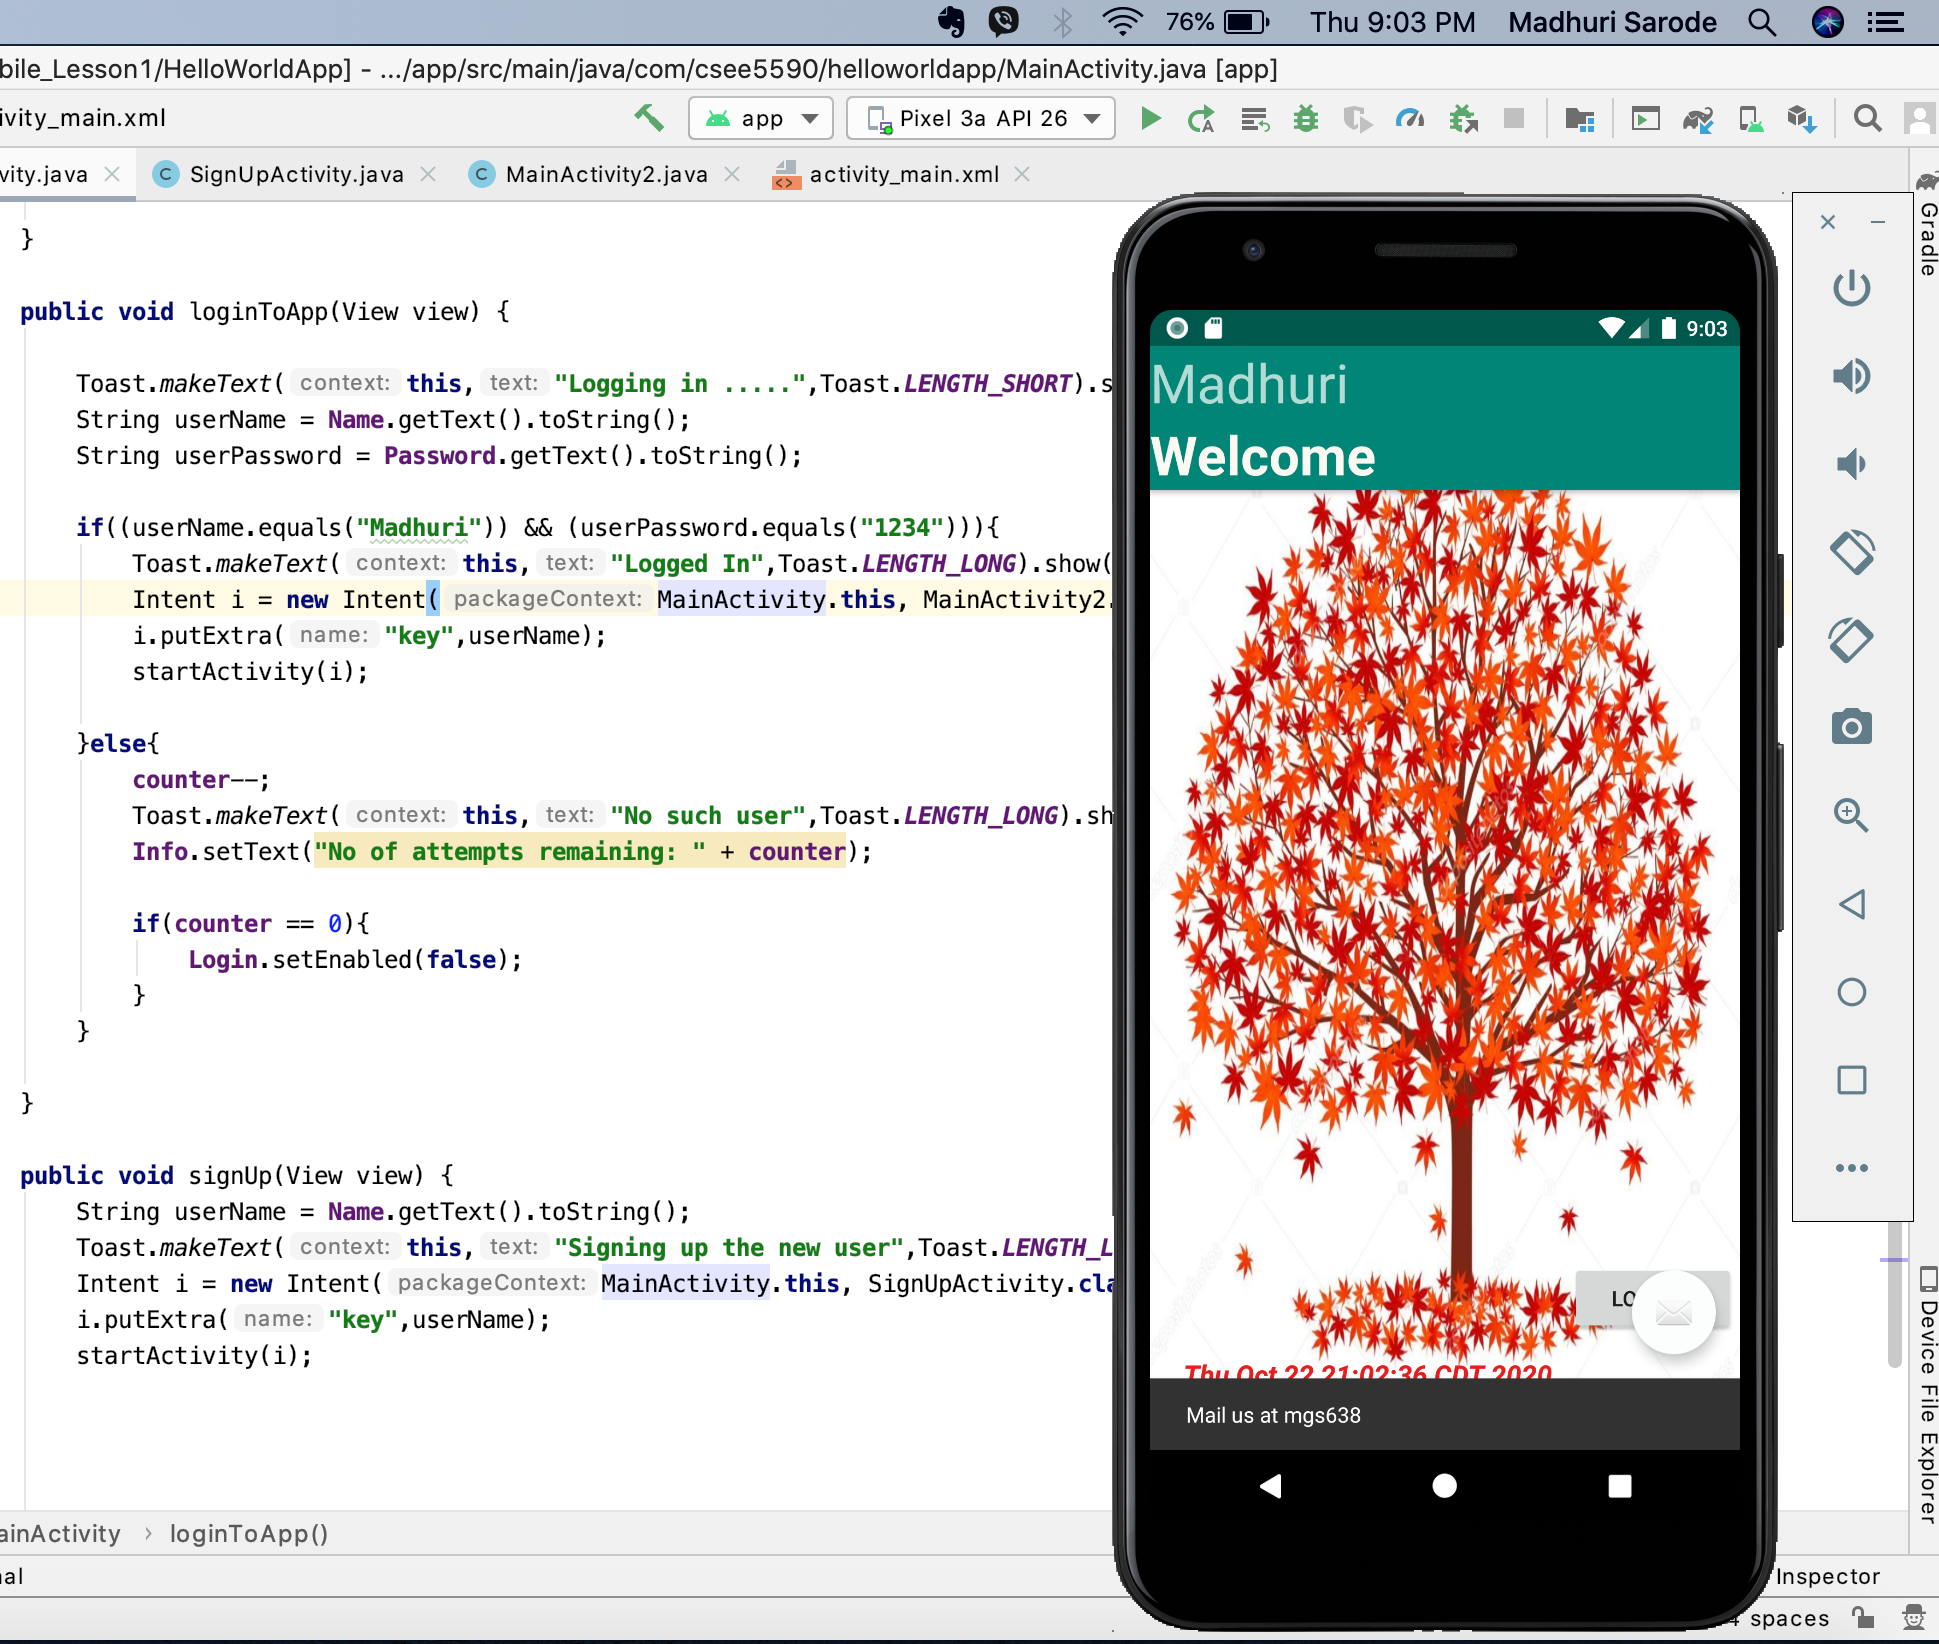 76% Thu 9:03 PM Madhuri Sarode
bile_Lesson1/HelloWorldApp] - .../app/src/main/java/com/csee5590/helloworldapp/MainActivity.java [app]
ivity_main.xml app Pixel 3a API 26
vity.java SignUpActivity.java MainActivity2.java activity_main.xml
}
public void loginToApp(View view) {
Toast.makeText( context: this, text: "Logging in .....",Toast.LENGTH_SHORT).s
String userName = Name.getText().toString();
String userPassword = Password.getText().toString();
if((userName.equals("Madhuri")) && (userPassword.equals("1234"))){
Toast.makeText( context: this, text: "Logged In",Toast.LENGTH_LONG).show(
Intent i = new Intent( packageContext: MainActivity.this, MainActivity2.
i.putExtra( name: "key",userName);
startActivity(i);
}else{
counter--;
Toast.makeText( context: this, text: "No such user",Toast.LENGTH_LONG).sh
Info.setText("No of attempts remaining: " + counter);
if(counter == 0){
Login.setEnabled(false);
}
}
}
public void signUp(View view) {
String userName = Name.getText().toString();
Toast.makeText( context: this, text: "Signing up the new user",Toast.LENGTH_L
Intent i = new Intent( packageContext: MainActivity.this, SignUpActivity.cla
i.putExtra( name: "key",userName);
startActivity(i);
ainActivity › loginToApp()
nal
9:03
Madhuri
Welcome
LO
Thu Oct 22 21:02:36 CDT 2020
Mail us at mgs638
Gradle
Device File Explorer
Inspector
4 spaces